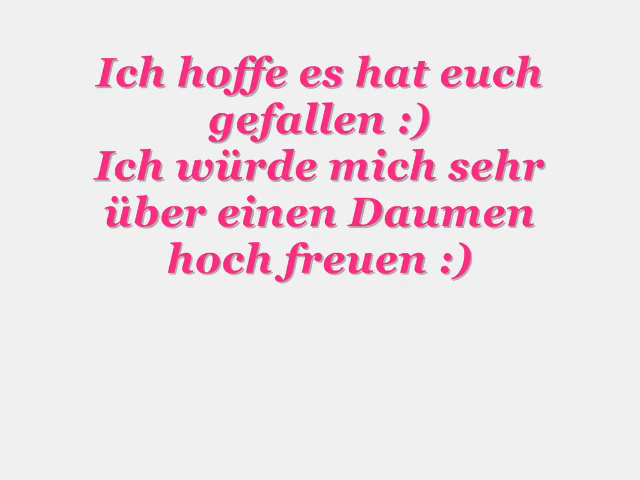 Ich hoffe es hat euch
gefallen :)
Ich würde mich sehr
über einen Daumen
hoch freuen :)